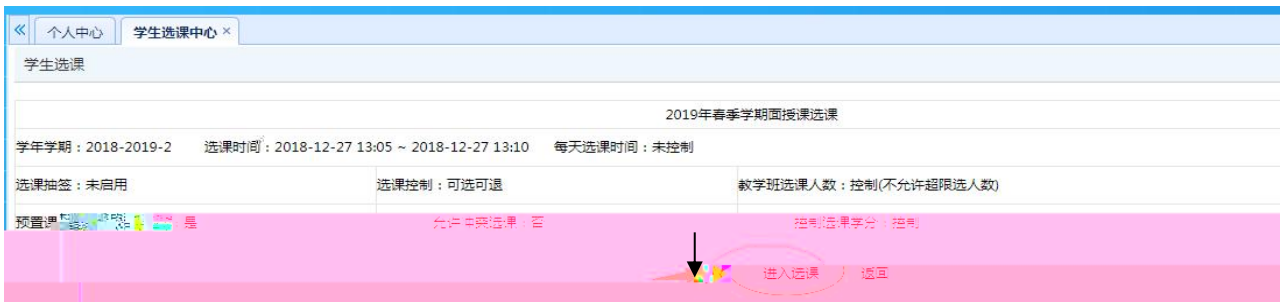 个人中心 学生选课中心 ×
学生选课
2019年春季学期面授课选课
学年学期：2018-2019-2 选课时间：2018-12-27 13:05 ~ 2018-12-27 13:10 每天选课时间：未控制
选课抽签：未启用 选课控制：可选可退 教学班选课人数：控制(不允许超限选人数)
预置课 ：是 允许冲突选课：否 控制选课学分：控制
进入选课 返回